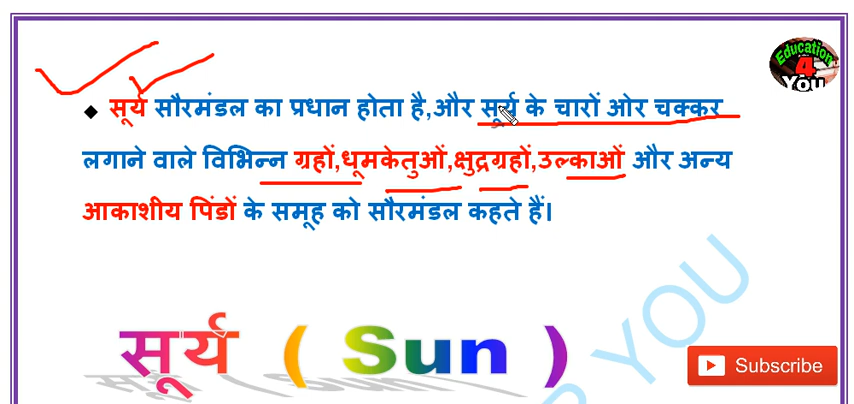 Education
4
You
◆ सूर्य सौरमंडल का प्रधान होता है,और सूर्य के चारों ओर चक्कर
लगाने वाले विभिन्न ग्रहों,धूमकेतुओं,क्षुद्रग्रहों,उल्काओं और अन्य
आकाशीय पिंडों के समूह को सौरमंडल कहते हैं।
सूर्य ( Sun )
YOU
Subscribe